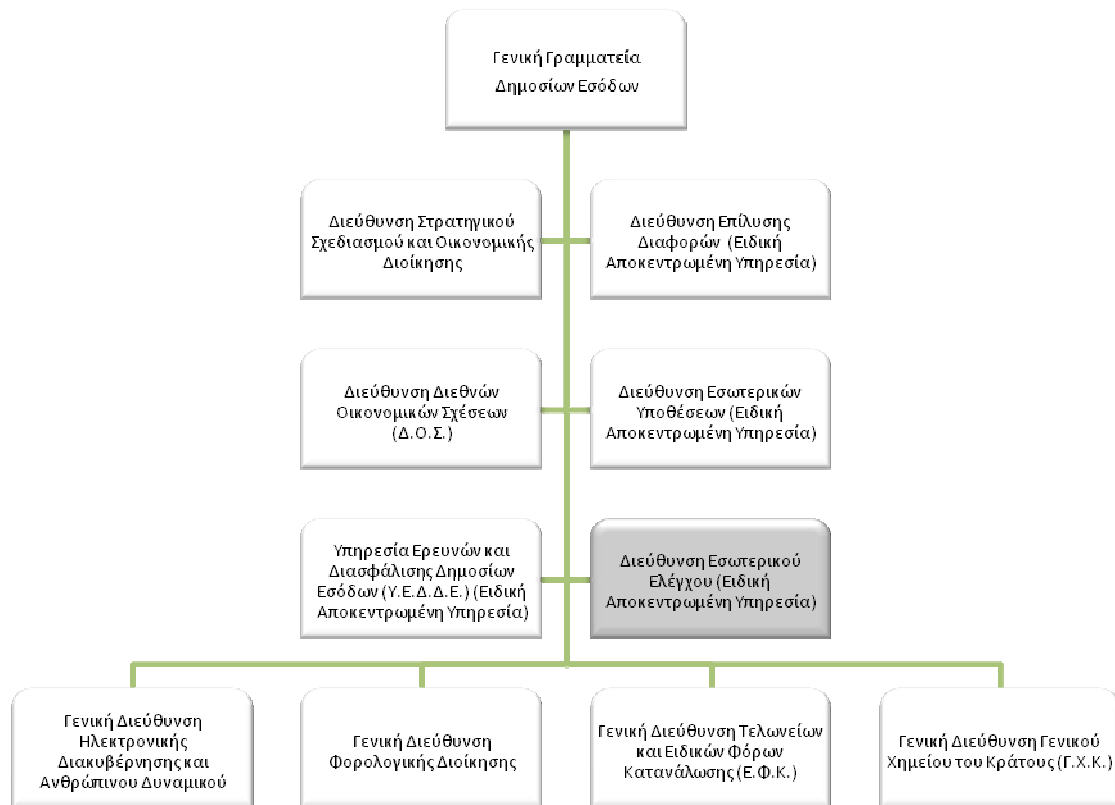 Γενική Γραμματεία
Δημοσίων Εσόδων
Διεύθυνση Στρατηγικού
Σχεδιασμού και Οικονομικής
Διοίκησης
Διεύθυνση Επίλυσης
Διαφορών (Ειδική
Αποκεντρωμένη Υπηρεσία)
Διεύθυνση Διεθνών
Οικονομικών Σχέσεων
(Δ.Ο.Σ.)
Διεύθυνση Εσωτερικών
Υποθέσεων (Ειδική
Αποκεντρωμένη Υπηρεσία)
Υπηρεσία Ερευνών και
Διασφάλισης Δημοσίων
Εσόδων (Υ.Ε.Δ.Δ.Ε.) (Ειδική
Αποκεντρωμένη Υπηρεσία)
Διεύθυνση Εσωτερικού
Ελέγχου (Ειδική
Αποκεντρωμένη Υπηρεσία)
Γενική Διεύθυνση
Ηλεκτρονικής
Διακυβέρνησης και
Ανθρώπινου Δυναμικού
Γενική Διεύθυνση
Φορολογικής Διοίκησης
Γενική Διεύθυνση Τελωνείων
και Ειδικών Φόρων
Κατανάλωσης (Ε.Φ.Κ.)
Γενική Διεύθυνση Γενικού
Χημείου του Κράτους (Γ.Χ.Κ.)